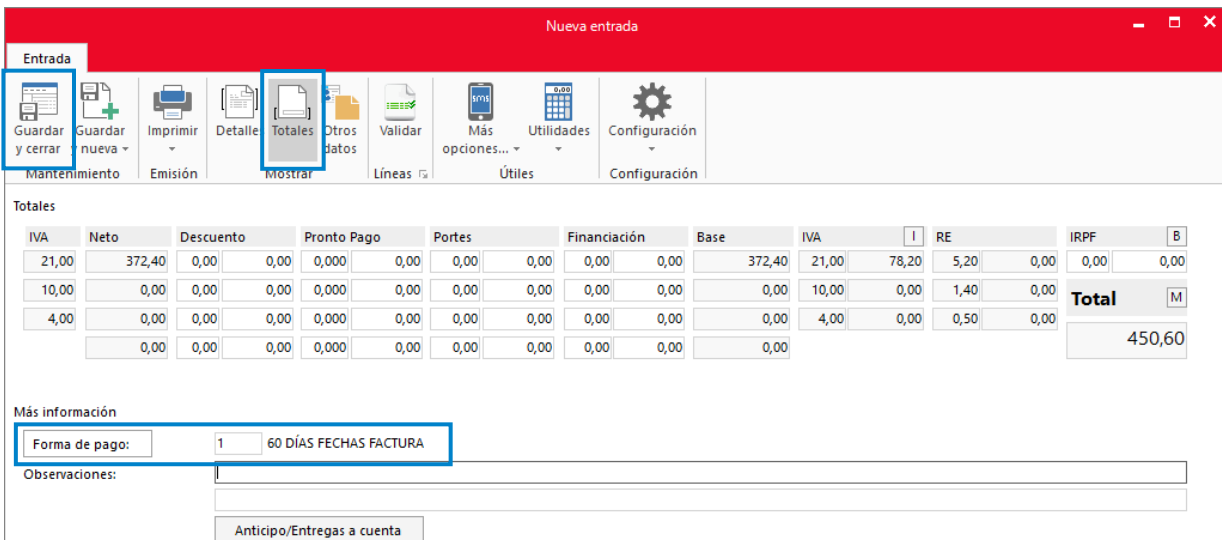 Nueva entrada
Entrada
Guardar y cerrar
Guardar y nueva
Imprimir
Detalle
Totales
Otros datos
Validar
sms
Más opciones...
0,00
Utilidades
Configuración
Mantenimiento Emisión Mostrar Líneas Útiles Configuración
Totales
IVA Neto Descuento Pronto Pago Portes Financiación Base IVA I RE IRPF B
21,00 372,40 0,00 0,00 0,000 0,00 0,00 0,00 0,00 0,00 372,40 21,00 78,20 5,20 0,00 0,00 0,00
10,00 0,00 0,00 0,00 0,000 0,00 0,00 0,00 0,00 0,00 0,00 10,00 0,00 1,40 0,00 Total M
4,00 0,00 0,00 0,00 0,000 0,00 0,00 0,00 0,00 0,00 0,00 4,00 0,00 0,50 0,00
0,00 0,00 0,00 0,000 0,00 0,00 0,00 0,00 0,00 0,00 450,60
Más información
Forma de pago: 1 60 DÍAS FECHAS FACTURA
Observaciones:
Anticipo/Entregas a cuenta